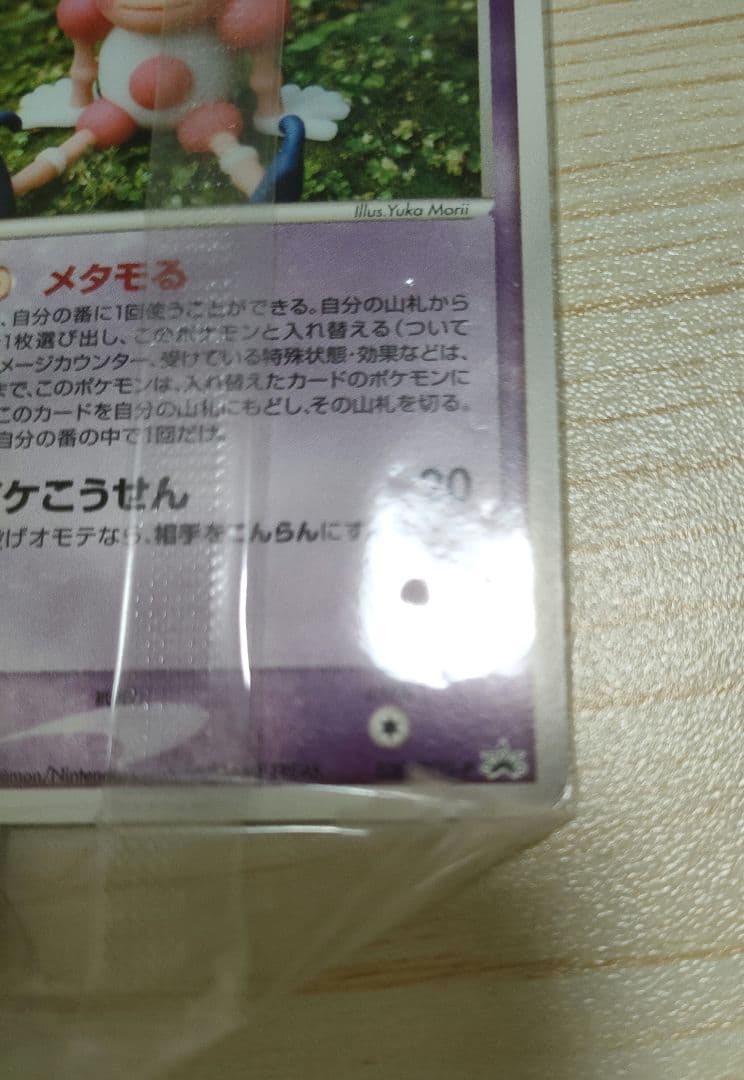 Illus. Yuka Morii
メタモる
、自分の番に1回使うことができる。自分の山札から
1枚選び出し、このポケモンと入れ替える(ついて
メージカウンター、受けている特殊状態・効果などは、
まで、このポケモンは、入れ替えたカードのポケモンに
このカードを自分の山札にもどし、その山札を切る。
自分の番の中で1回だけ。
ケこうせん
げオモテなら、相手をこんらんにす
émon/Nintendo